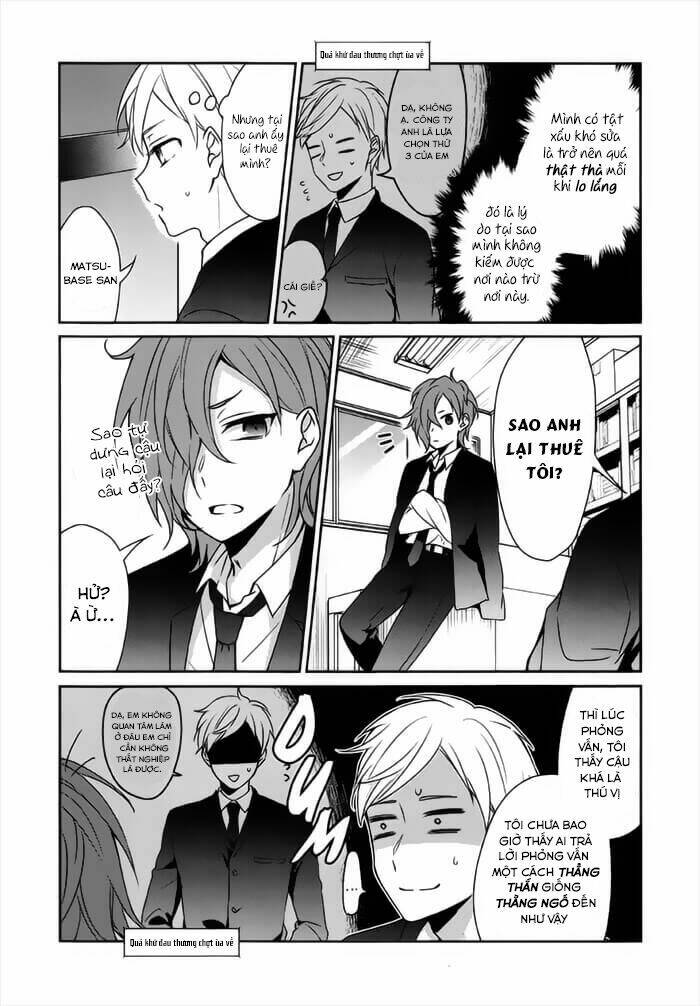 Quá khứ đau thương chợt ùa về
Mình có tật
xấu khó sửa
là trở nên quá
thật thà mỗi
khi lo lắng
đó là lý
do tại sao
mình không
kiếm được
nơi nào trừ
nơi này.
DẠ, KHÔNG
Ạ. CÔNG TY
ANH LÀ LỰA
CHỌN THỨ
3 CỦA EM
CÁI GIỀ?
Nhưng tại
sao anh ấy
lại thuê
mình?
MATSU-
BASE SAN
SAO ANH
LẠI THUÊ
TÔI?
Sao tự
dưng cậu
lại hỏi
câu đấy?
HỬ?
À Ừ...
THÌ LÚC
PHỎNG
VẤN, TÔI
THẤY CẬU
KHÁ LÀ
THÚ VỊ
TÔI CHƯA BAO
GIỜ THẤY AI TRẢ
LỜI PHỎNG VẤN
MỘT CÁCH THẲNG
THẮN GIỐNG
THẰNG NGỐ ĐẾN
NHƯ VẬY
...
DUM
DẠ, EM KHÔNG
QUAN TÂM LÀM
Ở ĐÂU EM CHỈ
CẦN KHÔNG
THẤT NGHIỆP
LÀ ĐƯỢC.
Quá khứ đau thương chợt ùa về